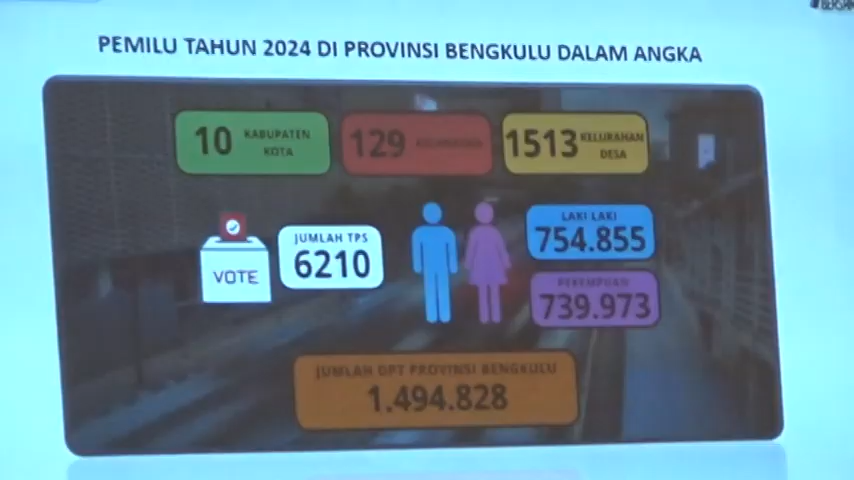 PEMILU TAHUN 2024 DI PROVINSI BENGKULU DALAM ANGKA
10 KABUPATEN
KOTA
129 KECAMATAN
1513 KELURAHAN
DESA
VOTE
JUMLAH TPS
6210
LAKI LAKI
754.855
PEREMPUAN
739.973
JUMLAH DPT PROVINSI BENGKULU
1.494.828